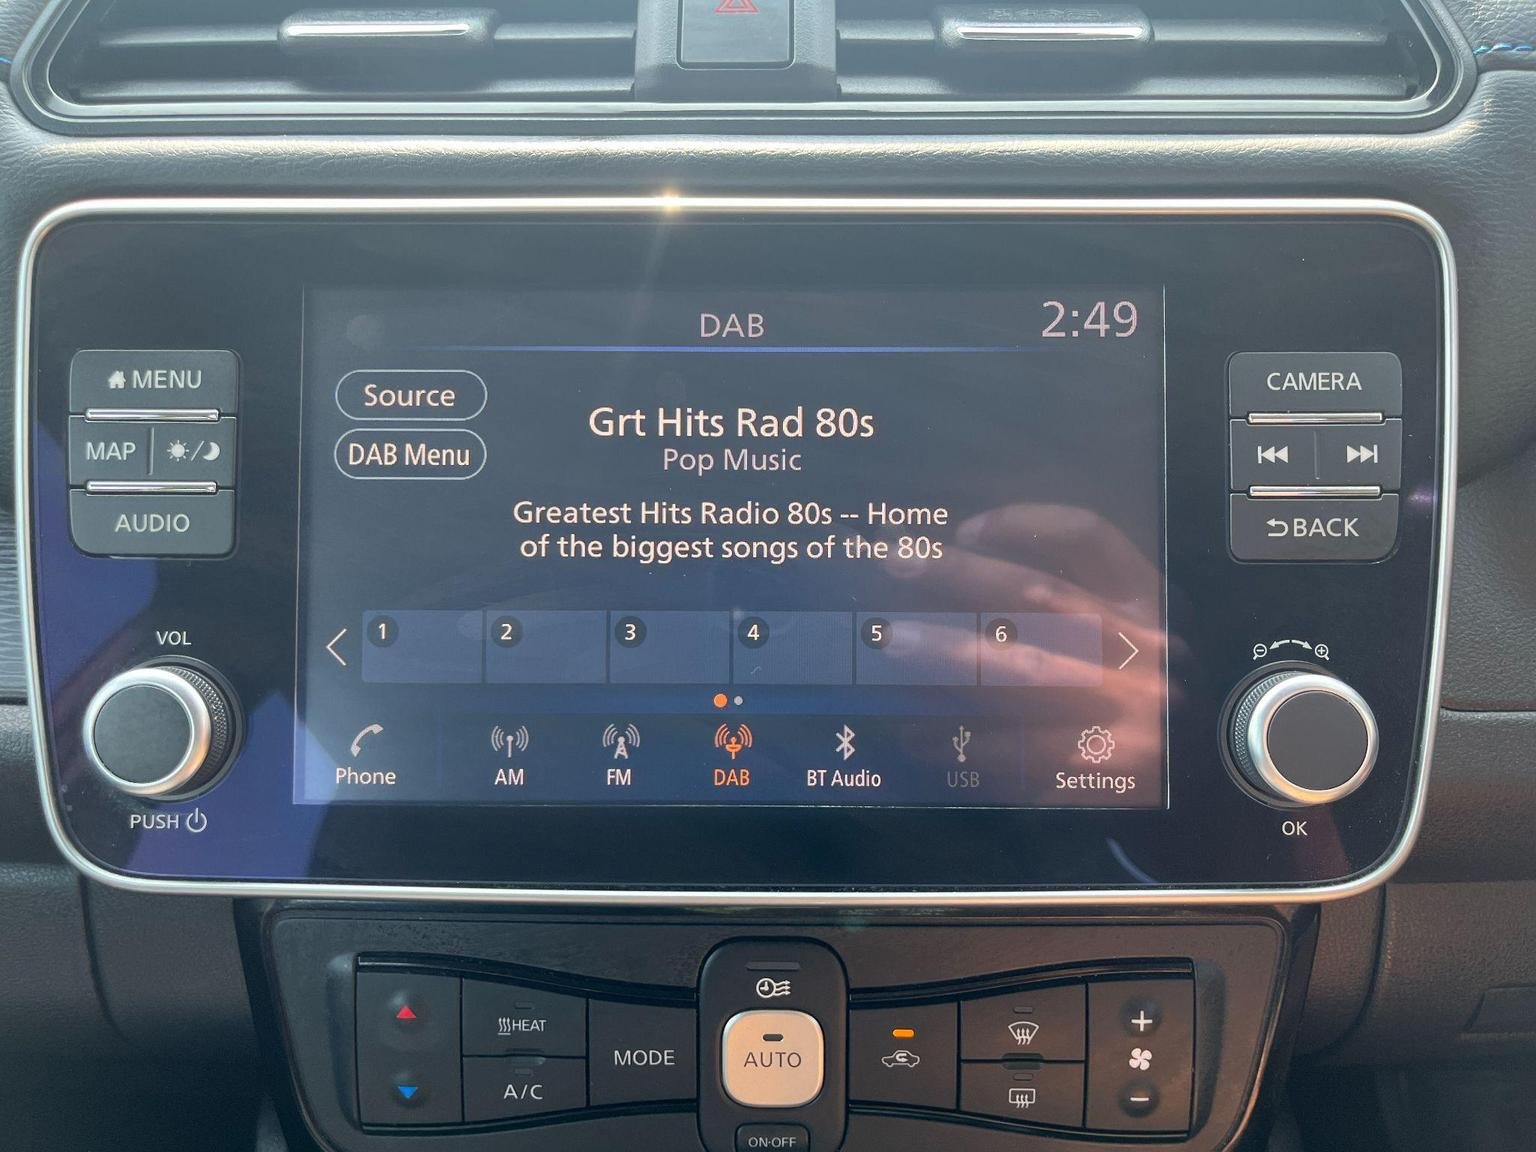 DAB
2:49
Source
DAB Menu
Grt Hits Rad 80s
Pop Music
Greatest Hits Radio 80s -- Home
of the biggest songs of the 80s
1 2 3 4 5 6
Phone AM FM DAB BT Audio USB Settings
MENU
MAP
AUDIO
VOL
PUSH
CAMERA
BACK
OK
HEAT
A/C
MODE
AUTO
ON·OFF